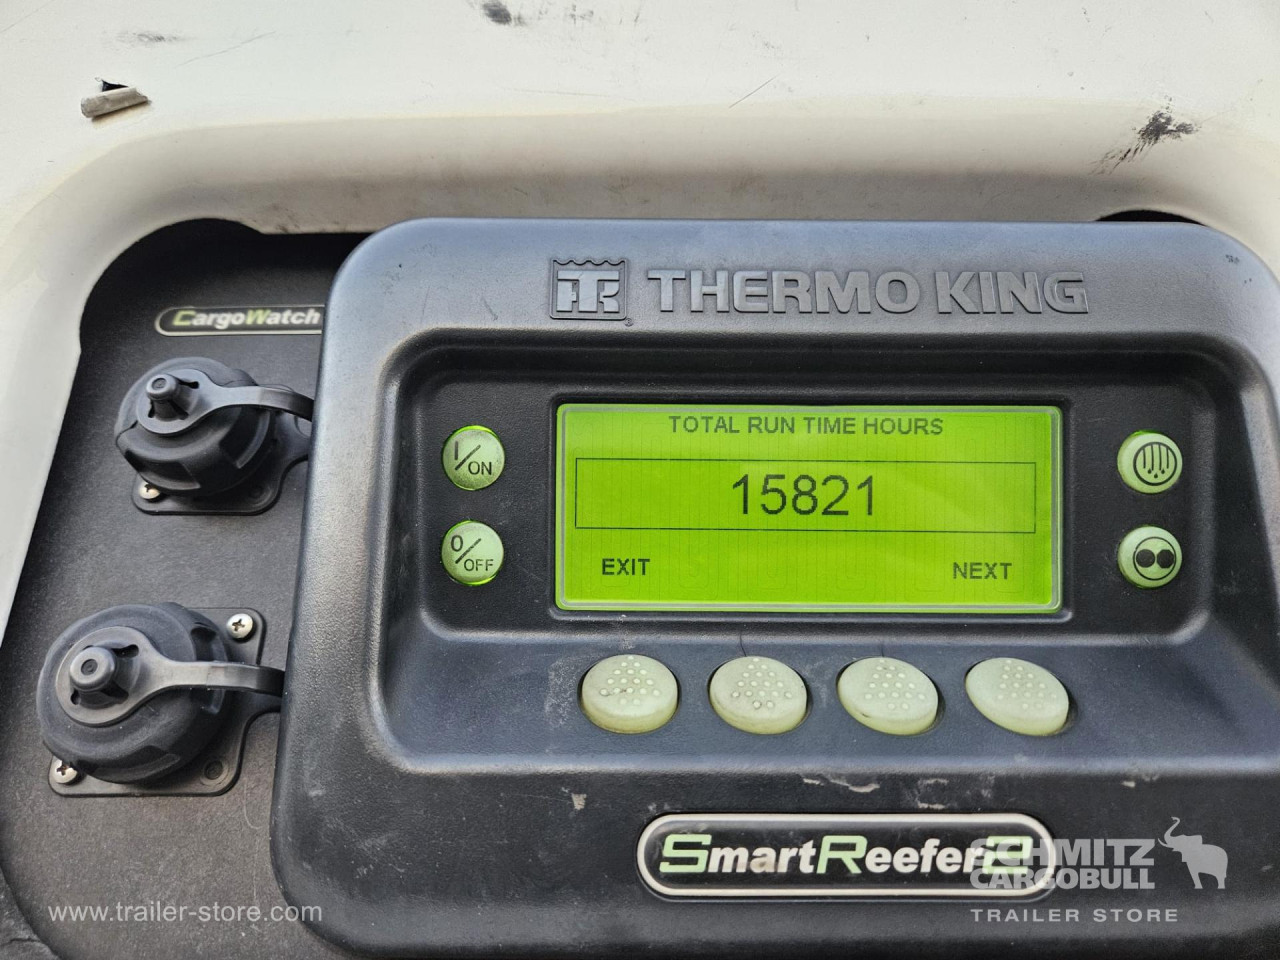 TK THERMO KING
CargoWatch
I/ON
O/OFF
TOTAL RUN TIME HOURS
15821
EXIT NEXT
SmartReefer2
SCHMITZ
CARGOBULL
TRAILER STORE
www.trailer-store.com